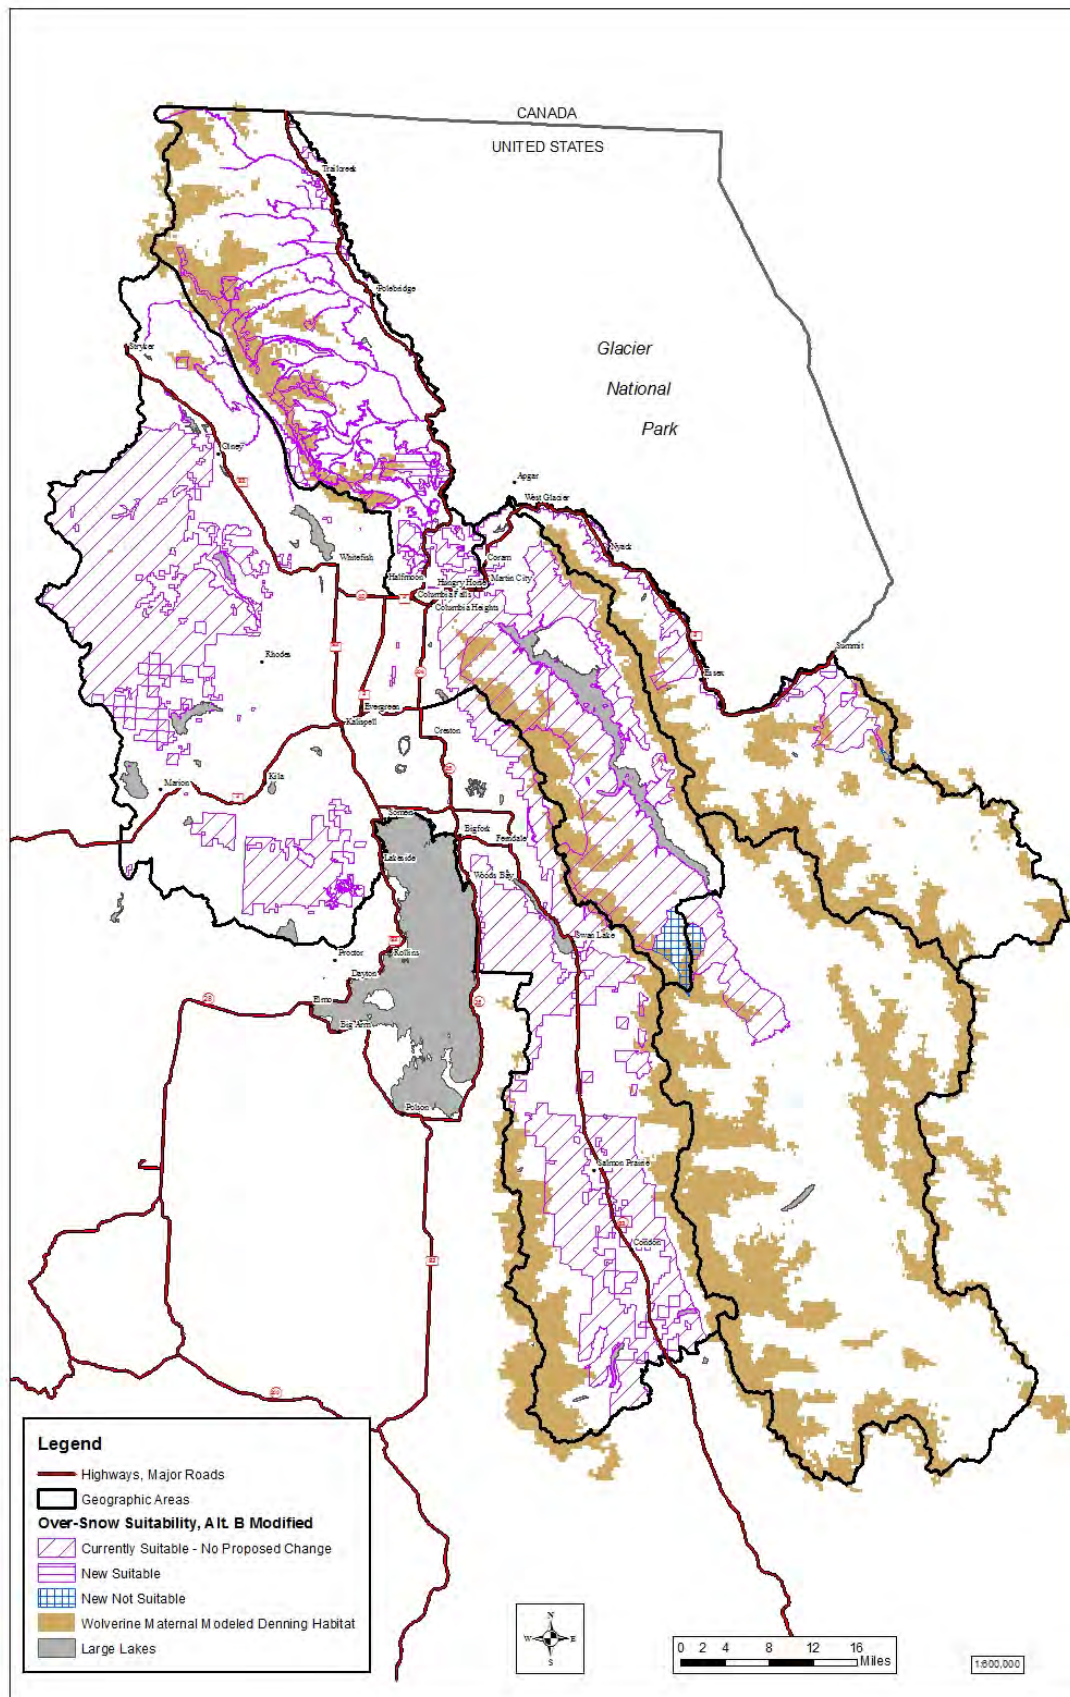 CANADA
UNITED STATES
Trailcreek
Polebridge
Glacier
National
Park
Stryker
Olney
93
Apgar
West Glacier
Nyack
Whitefish
Coram
Halfmoon
Hungry Horse
Martin City
Columbia Falls
Columbia Heights
Rhodes
Essex
Summit
Evergreen
Kalispell
Creston
Marion
Kila
Somers
Bigfork
Ferndale
Lakeside
Woods Bay
Swan Lake
Proctor
Rollins
Dayton
Elmo
28
Big Arm
Polson
Salmon Prairie
Condon
Legend
Highways, Major Roads
Geographic Areas
Over-Snow Suitability, Alt. B Modified
Currently Suitable - No Proposed Change
New Suitable
New Not Suitable
Wolverine Maternal Modeled Denning Habitat
Large Lakes
N
W E
S
0 2 4 8 12 16
Miles
1:600,000